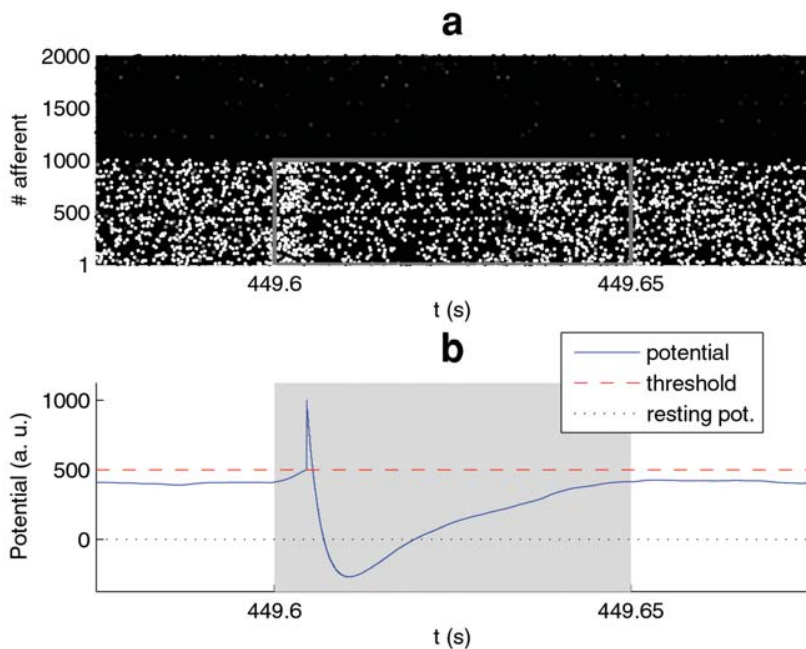 a
2000
1500
1000
500
1
# afferent
449.6
449.65
t (s)
b
potential
threshold
resting pot.
1000
500
0
Potential (a. u.)
449.6
449.65
t (s)